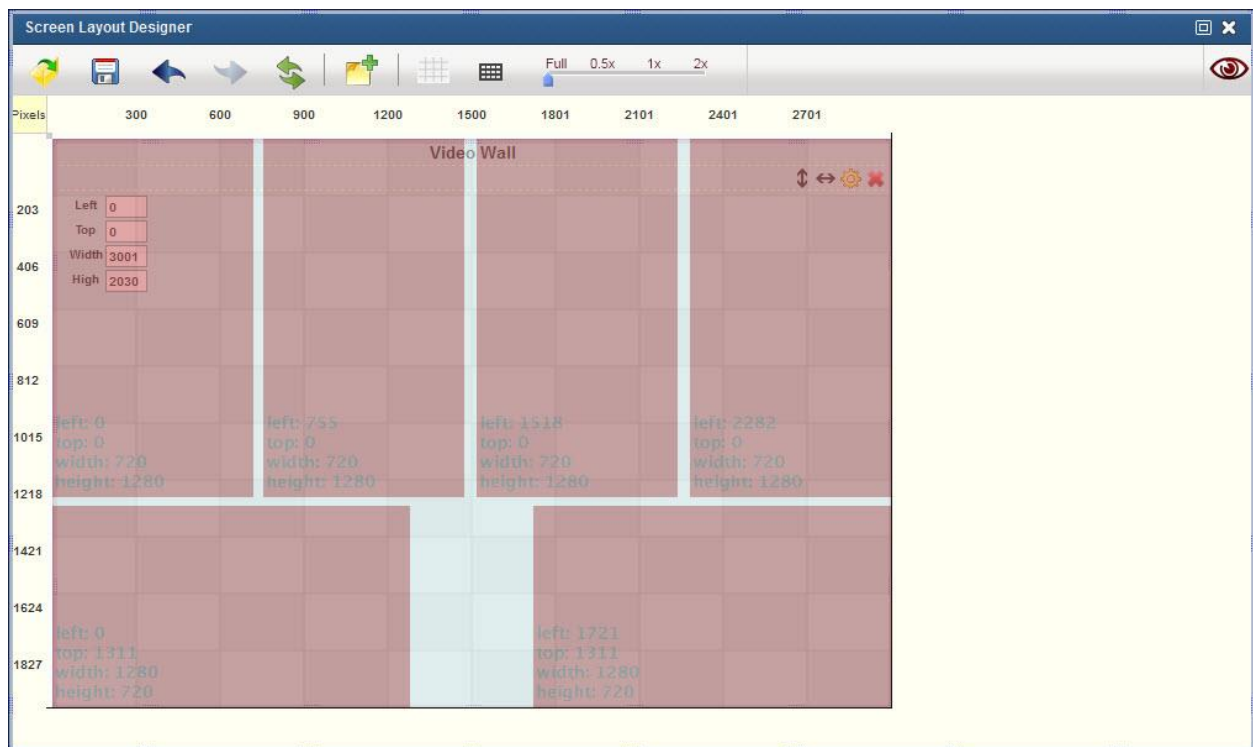 Screen Layout Designer
Full 0.5x 1x 2x
Pixels 300 600 900 1200 1500 1801 2101 2401 2701
Video Wall
203
406
609
812
1015
1218
1421
1624
1827
Left 0
Top 0
Width 3001
High 2030
left: 0
top: 0
width: 720
height: 1280
left: 755
top: 0
width: 720
height: 1280
left: 1518
top: 0
width: 720
height: 1280
left: 2282
top: 0
width: 720
height: 1280
left: 0
top: 1311
width: 1280
height: 720
left: 1721
top: 1311
width: 1280
height: 720